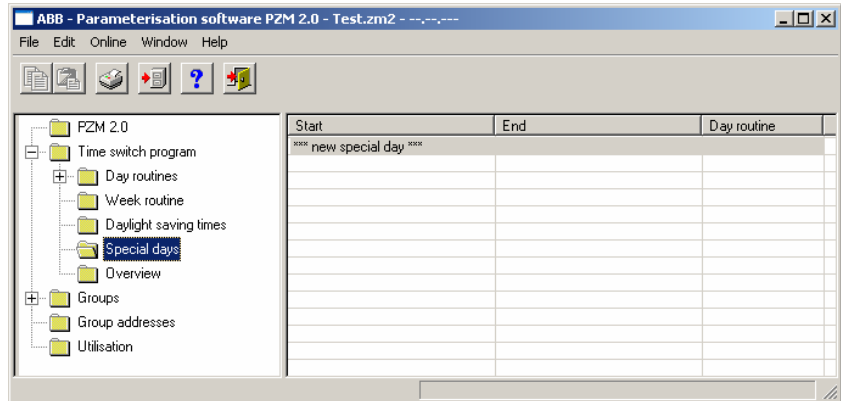 ABB - Parameterisation software PZM 2.0 - Test.zm2 - --.--.---
File Edit Online Window Help
PZM 2.0
Time switch program
Day routines
Week routine
Daylight saving times
Special days
Overview
Groups
Group addresses
Utilisation
Start End Day routine
*** new special day ***